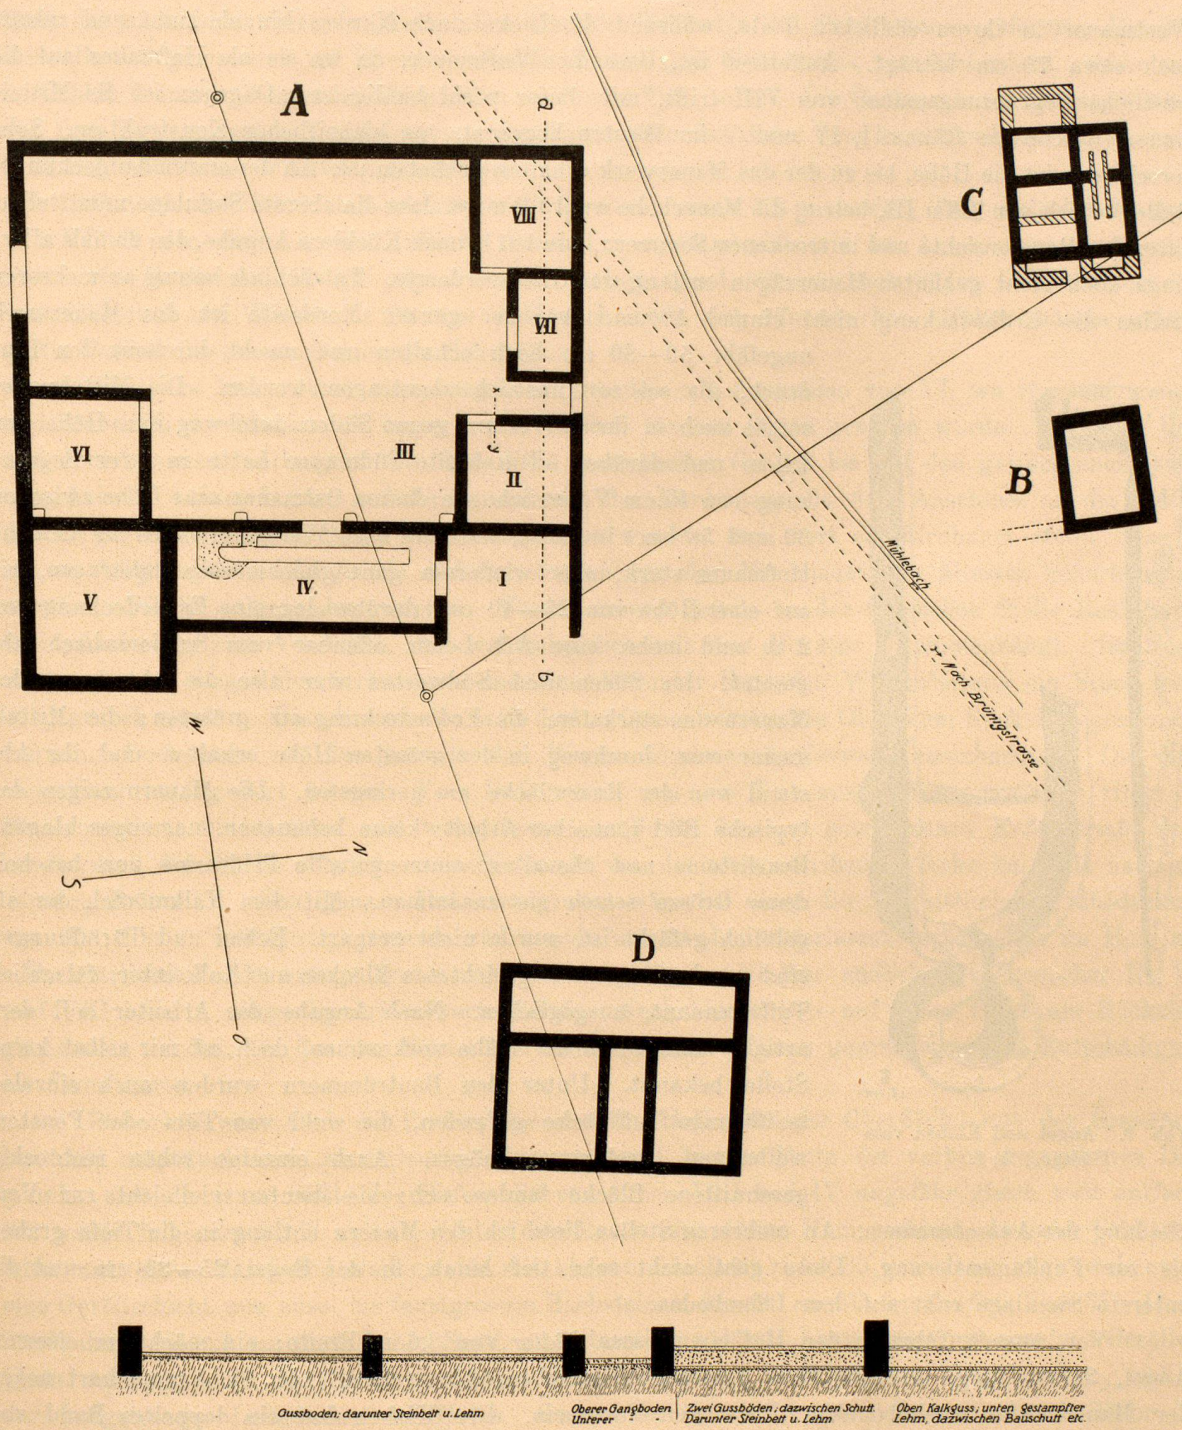 A
a
VIII
C
VII
VI
III
II
y
B
V
IV.
I
Mühlebach
b
Nach Brünigstrasse
W
N
S
O
D
Gussboden; darunter Steinbett u. Lehm
Oberer Gangboden
Unterer " "
Zwei Gussböden; dazwischen Schutt.
Darunter Steinbett u. Lehm
Oben Kalkguss; unten gestampfter
Lehm, dazwischen Bauschutt etc.